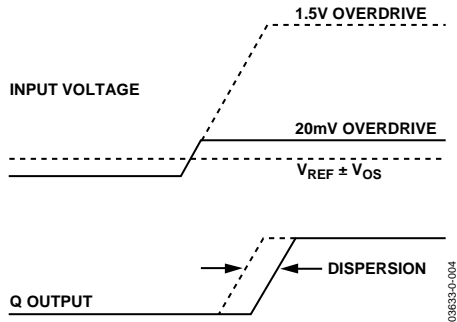 1.5V OVERDRIVE
INPUT VOLTAGE
20mV OVERDRIVE
VREF ± VOS
DISPERSION
Q OUTPUT
03633-0-004